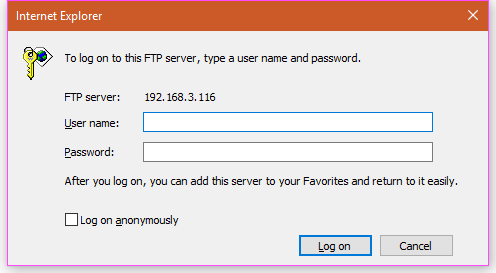 Internet Explorer
To log on to this FTP server, type a user name and password.
FTP server: 192.168.3.116
User name:
Password:
After you log on, you can add this server to your Favorites and return to it easily.
Log on anonymously
Log on Cancel